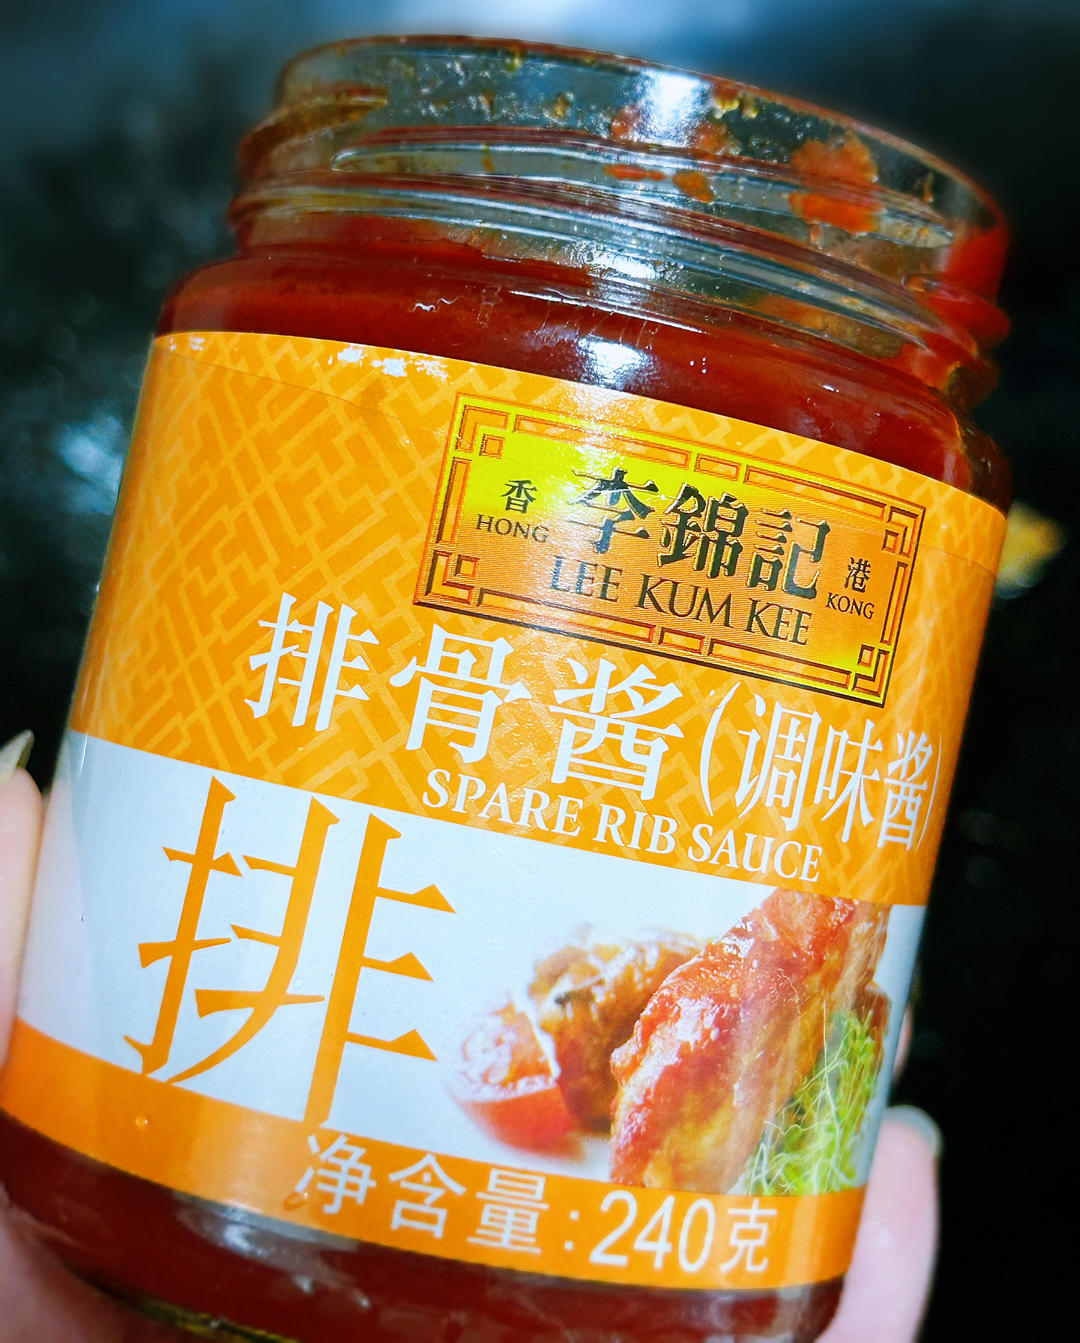 香 李錦記 港
HONG LEE KUM KEE KONG
排骨酱(调味酱)
SPARE RIB SAUCE
排
净含量:240克